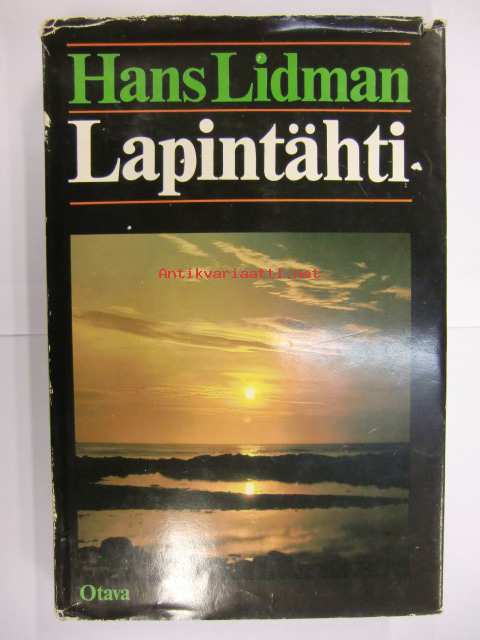 Hans Lidman
Lapintähti
Antikvariaatti.net
Otava